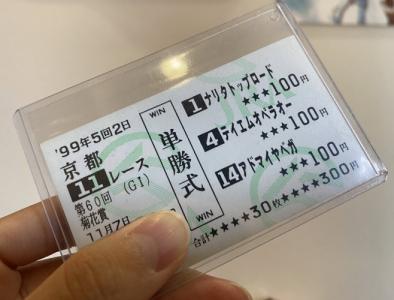 '99年5回2日
京都
11レース
(G1)
第60回
菊花賞
11月7日
WIN
単勝式
WIN
1 ナリタトップロード
★★★100円
4 テイエムオペラオー
★★★100円
14 アドマイヤベガ
★★★100円
合計★★★★30枚★★★★300円